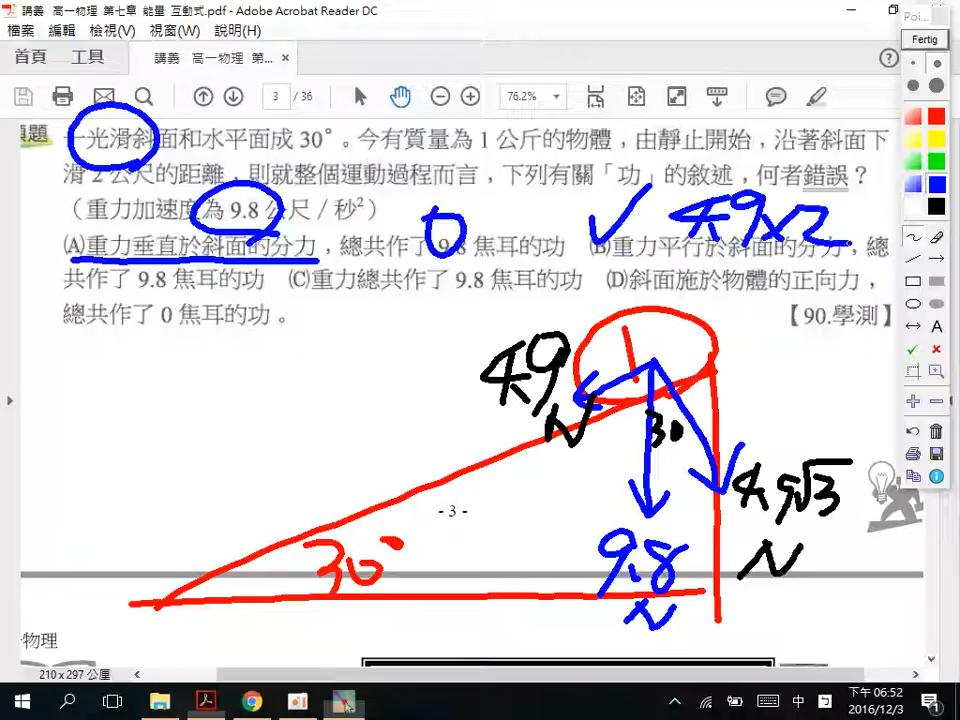 講義 高一物理 第七章 能量 互動式.pdf - Adobe Acrobat Reader DC
Poi...
檔案 編輯 檢視(V) 視窗(W) 說明(H)
Fertig
首頁 工具 講義 高一物理 第... ×
3 / 36 76.2%
題 一光滑斜面和水平面成 30°。今有質量為 1 公斤的物體，由靜止開始，沿著斜面下
滑 2 公尺的距離，則就整個運動過程而言，下列有關「功」的敘述，何者錯誤？
（重力加速度為 9.8 公尺／秒²）
0 4.9x2
(A)重力垂直於斜面的分力，總共作了 9.8 焦耳的功 (B)重力平行於斜面的分力，總
共作了 9.8 焦耳的功 (C)重力總共作了 9.8 焦耳的功 (D)斜面施於物體的正向力，
總共作了 0 焦耳的功。 【90.學測】
4.9
N
30
4.9√3
N
- 3 -
30°
9.8
N
物理
210 x 297 公厘
中
下午 06:52
2016/12/3
1